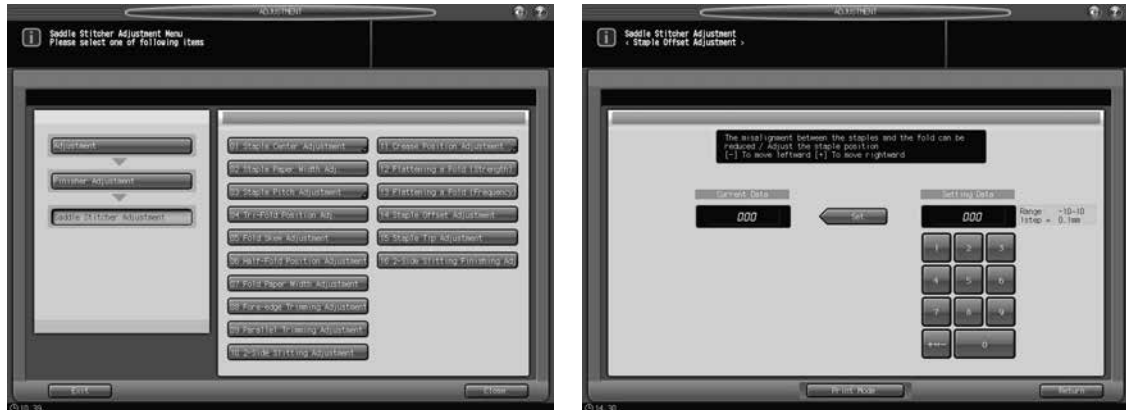 ADJUSTMENT
Saddle Stitcher Adjustment Menu
Please select one of following items
Adjustment
Finisher Adjustment
Saddle Stitcher Adjustment
01 Staple Center Adjustment
02 Staple Paper Width Adj.
03 Staple Pitch Adjustment
04 Tri-Fold Position Adj.
05 Fold Skew Adjustment
06 Half-Fold Position Adjustment
07 Fold Paper Width Adjustment
08 Fore-edge Trimming Adjustment
09 Parallel Trimming Adjustment
10 2-Side Slitting Adjustment
11 Crease Position Adjustment
12 Flattening a Fold (Strength)
13 Flattening a Fold (Frequency)
14 Staple Offset Adjustment
15 Staple Trp Adjustment
16 2-Side Slitting Finishing Adj
Exit
Close
10:39
ADJUSTMENT
Saddle Stitcher Adjustment
< Staple Offset Adjustment >
The misalignment between the staples and the fold can be
reduced / Adjust the staple position
[-] To move leftward [+] To move rightward
Current Data
Setting Data
000
Set
000
Range -10-10
1step = 0.1mm
1 2 3
4 5 6
7 8 9
+<->- 0
Print Mode
Return
14:30